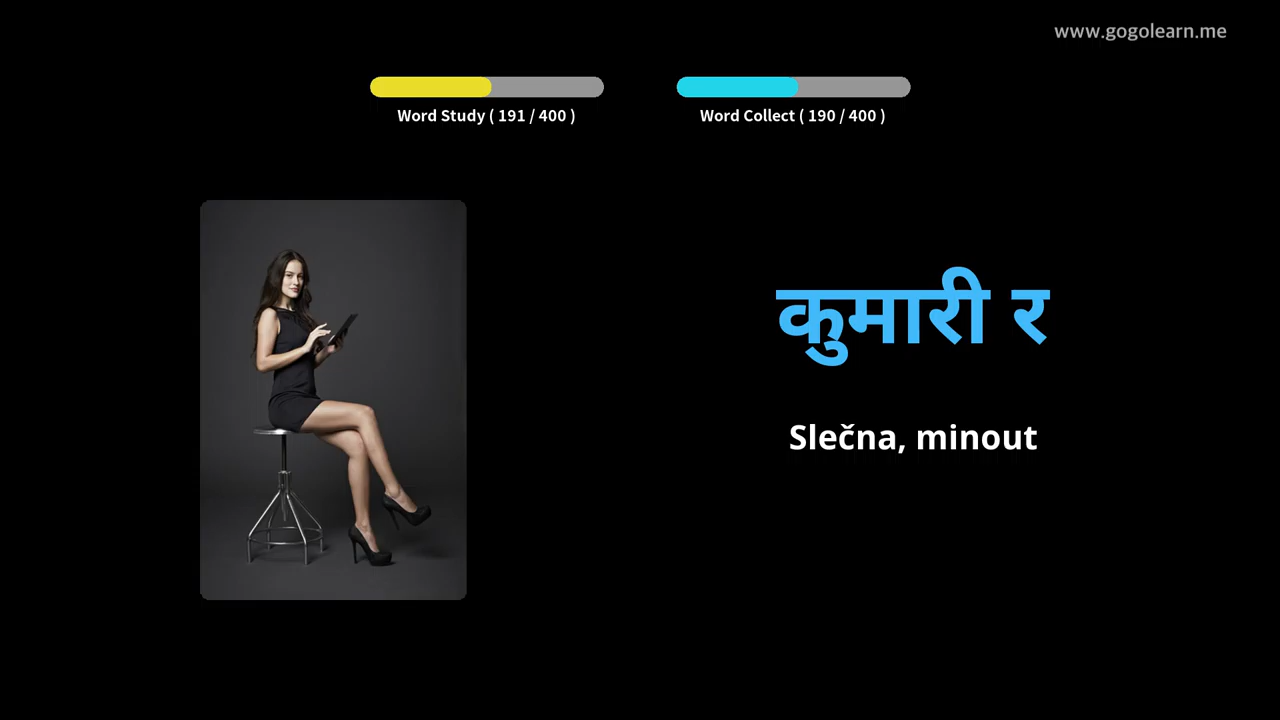 www.gogolearn.me
Word Study ( 191 / 400 )
Word Collect ( 190 / 400 )
कुमारी र
Slečna, minout